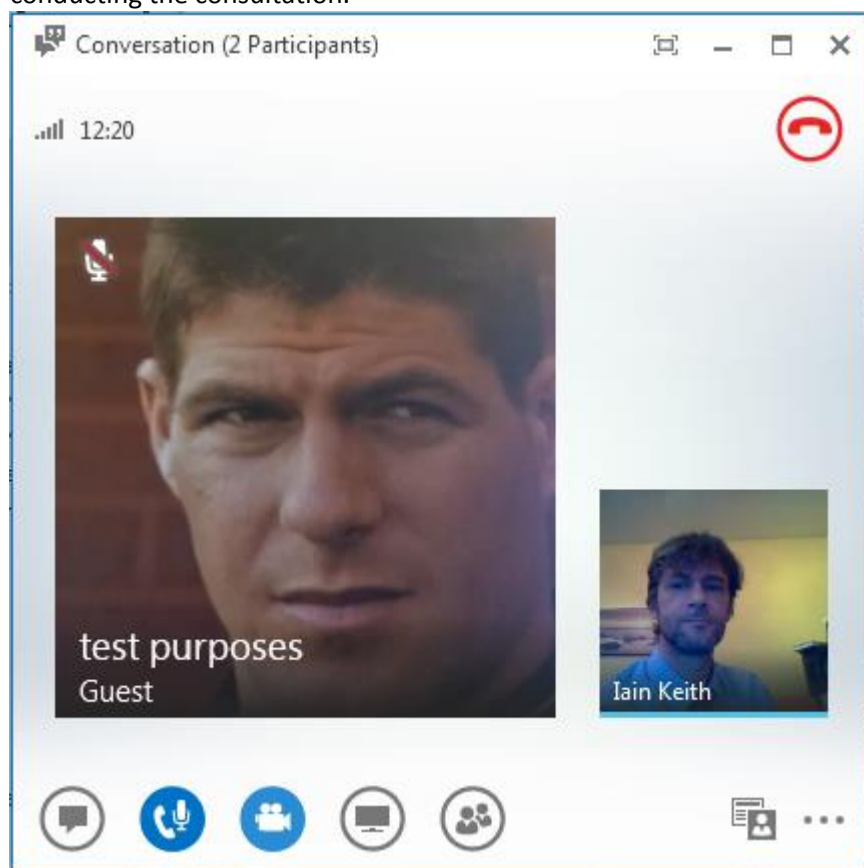 conducting the consultation.
Conversation (2 Participants)
12:20
test purposes
Guest
Iain Keith